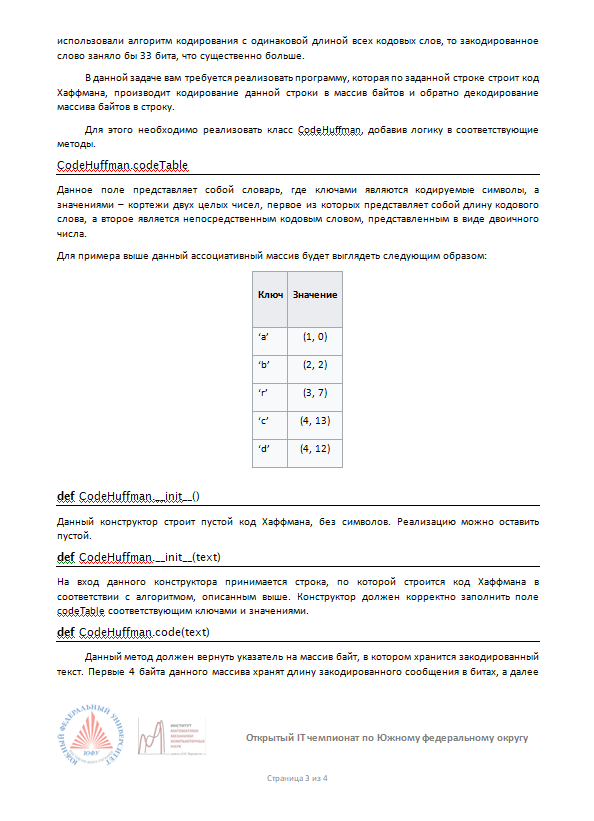 использовали алгоритм кодирования с одинаковой длиной всех кодовых слов, то закодированное
слово заняло бы 33 бита, что существенно больше.
В данной задаче вам требуется реализовать программу, которая по заданной строке строит код
Хаффмана, производит кодирование данной строки в массив байтов и обратно декодирование
массива байтов в строку.
Для этого необходимо реализовать класс CodeHuffman, добавив логику в соответствующие
методы.
CodeHuffman.codeTable
Данное поле представляет собой словарь, где ключами являются кодируемые символы, а
значениями – кортежи двух целых чисел, первое из которых представляет собой длину кодового
слова, а второе является непосредственным кодовым словом, представленным в виде двоичного
числа.
Для примера выше данный ассоциативный массив будет выглядеть следующим образом:
Ключ Значение
‘a’ (1, 0)
‘b’ (2, 2)
‘r’ (3, 7)
‘c’ (4, 13)
‘d’ (4, 12)
def CodeHuffman.__init__()
Данный конструктор строит пустой код Хаффмана, без символов. Реализацию можно оставить
пустой.
def CodeHuffman.__init__(text)
На вход данного конструктора принимается строка, по которой строится код Хаффмана в
соответствии с алгоритмом, описанным выше. Конструктор должен корректно заполнить поле
codeTable соответствующим ключами и значениями.
def CodeHuffman.code(text)
Данный метод должен вернуть указатель на массив байт, в котором хранится закодированный
текст. Первые 4 байта данного массива хранят длину закодированного сообщения в битах, а далее
ЮЖНЫЙ ФЕДЕРАЛЬНЫЙ УНИВЕРСИТЕТ
ЮФУ
ИНСТИТУТ
МАТЕМАТИКИ
МЕХАНИКИ
КОМПЬЮТЕРНЫХ
НАУК
Открытый IT чемпионат по Южному федеральному округу
Страница 3 из 4